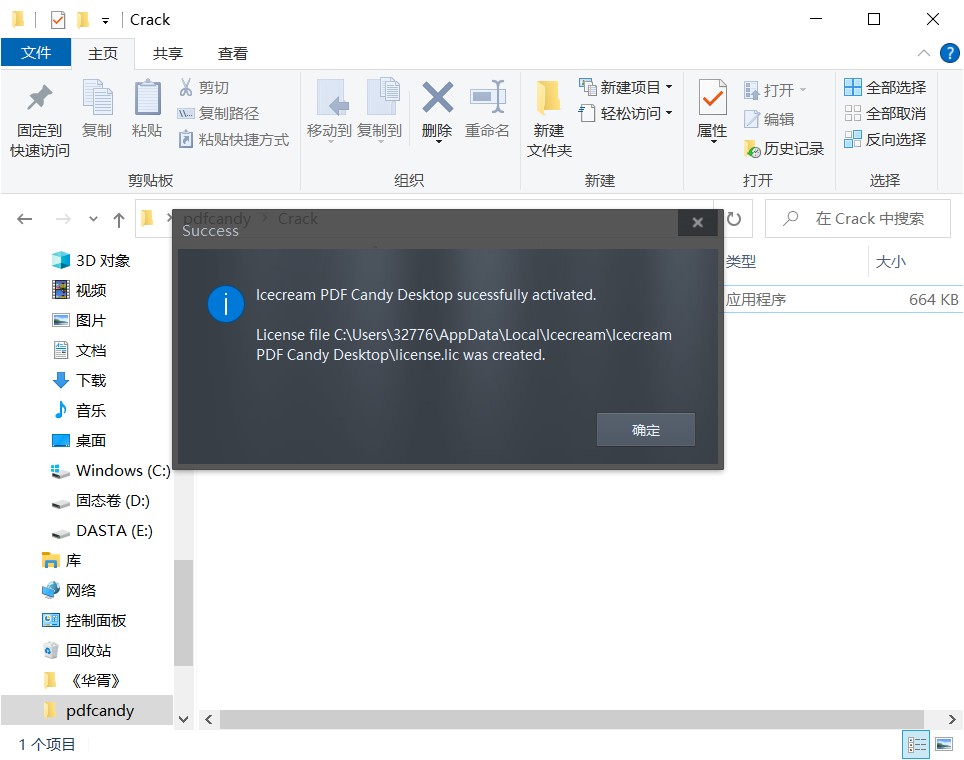 Crack
文件 主页 共享 查看
固定到
快速访问
复制
粘贴
剪切
复制路径
粘贴快捷方式
剪贴板
移动到 复制到 删除 重命名
组织
新建
文件夹
新建项目
轻松访问
新建
属性
打开
编辑
历史记录
打开
全部选择
全部取消
反向选择
选择
pdfcandy Crack
在 Crack 中搜索
Success
Icecream PDF Candy Desktop sucessfully activated.
License file C:\Users\32776\AppData\Local\Icecream\Icecream
PDF Candy Desktop\license.lic was created.
确定
类型 大小
应用程序 664 KB
3D 对象
视频
图片
文档
下载
音乐
桌面
Windows (C:)
固态卷 (D:)
DASTA (E:)
库
网络
控制面板
回收站
《华胥》
pdfcandy
1 个项目